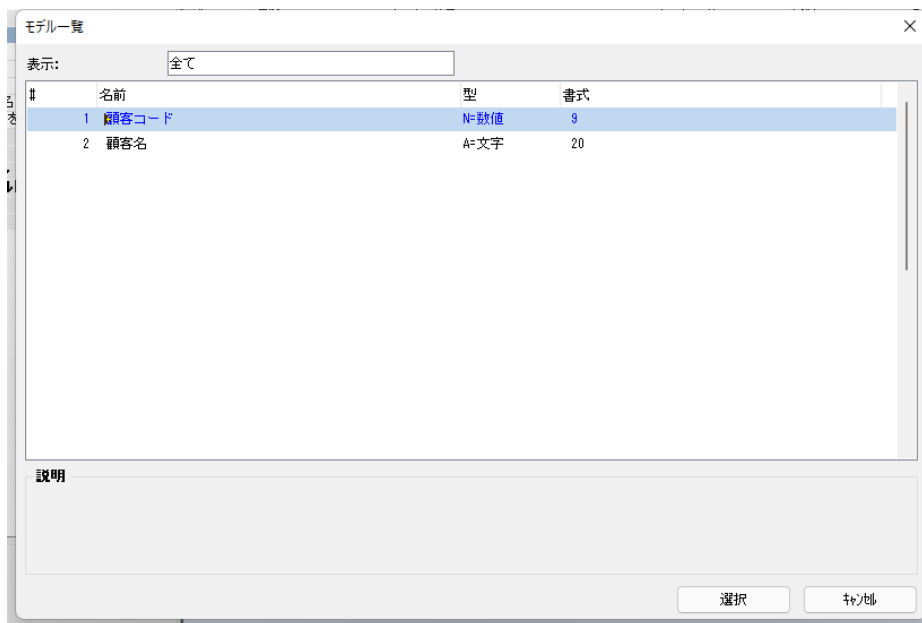 モデル一覧
表示: 全て
# 名前 型 書式
1 顧客コード N=数値 9
2 顧客名 A=文字 20
説明
選択 ｷｬﾝｾﾙ